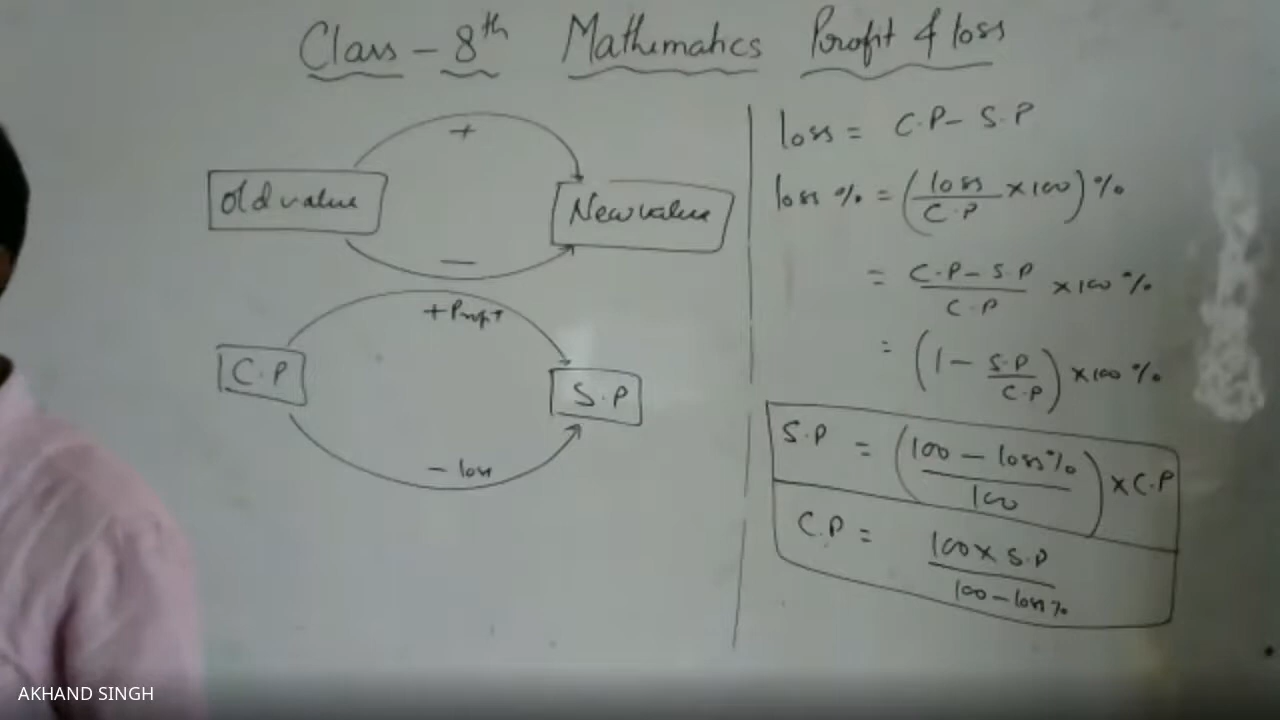 Class - 8th Mathematics Profit & loss
+
Old value
New value
—
+ Profit
C.P
S.P
- loss
loss = C.P - S.P
loss % = (loss/C.P × 100) %
= C.P - S.P/C.P × 100 %
= (1 - S.P/C.P) × 100 %
S.P = (100 - loss%/100) × C.P
C.P = 100 × S.P/100 - loss%
AKHAND SINGH